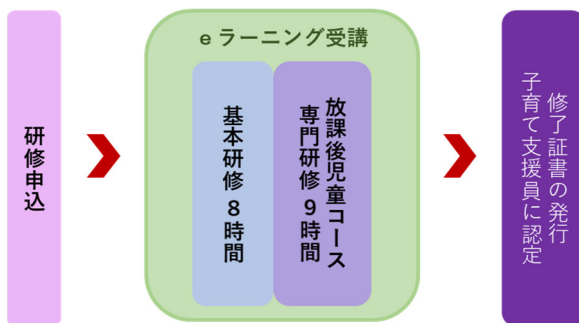 研修申込
eラーニング受講
基本研修 8時間
放課後児童コース
専門研修 9時間
修了証書の発行
子育て支援員に認定